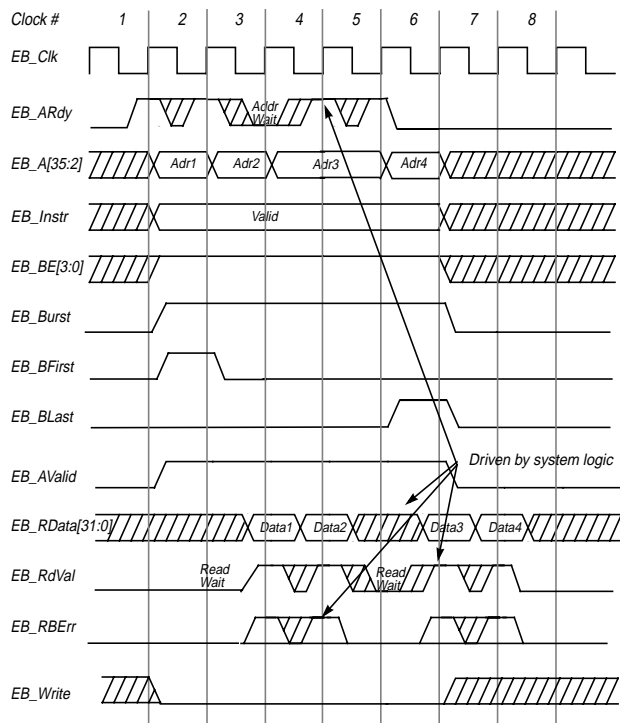 Clock # 1 2 3 4 5 6 7 8
EB_Clk
EB_ARdy Addr
Wait
EB_A[35:2] Adr1 Adr2 Adr3 Adr4
EB_Instr Valid
EB_BE[3:0]
EB_Burst
EB_BFirst
EB_BLast
EB_AValid Driven by system logic
EB_RData[31:0] Data1 Data2 Data3 Data4
EB_RdVal Read
Wait Read
Wait
EB_RBErr
EB_Write